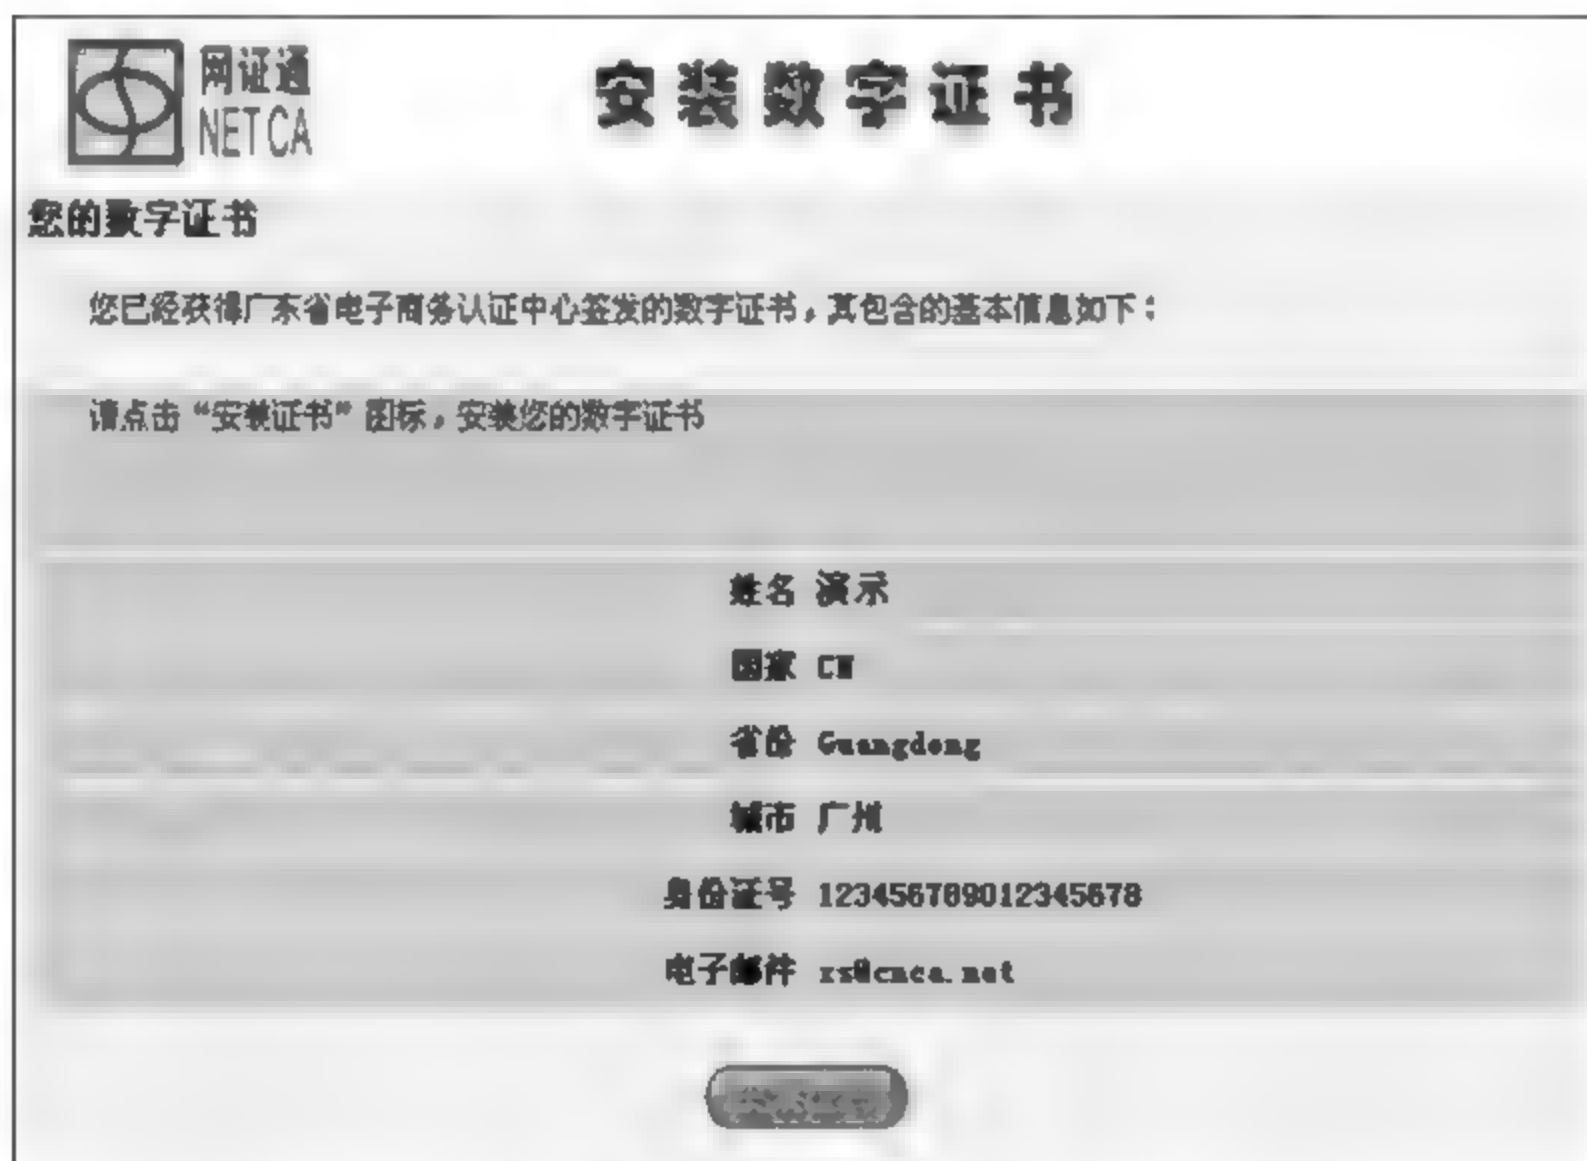 网证通
NETCA
安装数字证书
您的数字证书
您已经获得广东省电子商务认证中心签发的数字证书，其包含的基本信息如下：
请点击“安装证书”图标，安装您的数字证书
姓名 演示
国家 CN
省份 Guangdong
城市 广州
身份证号 123456789012345678
电子邮件 rs@cnca.net